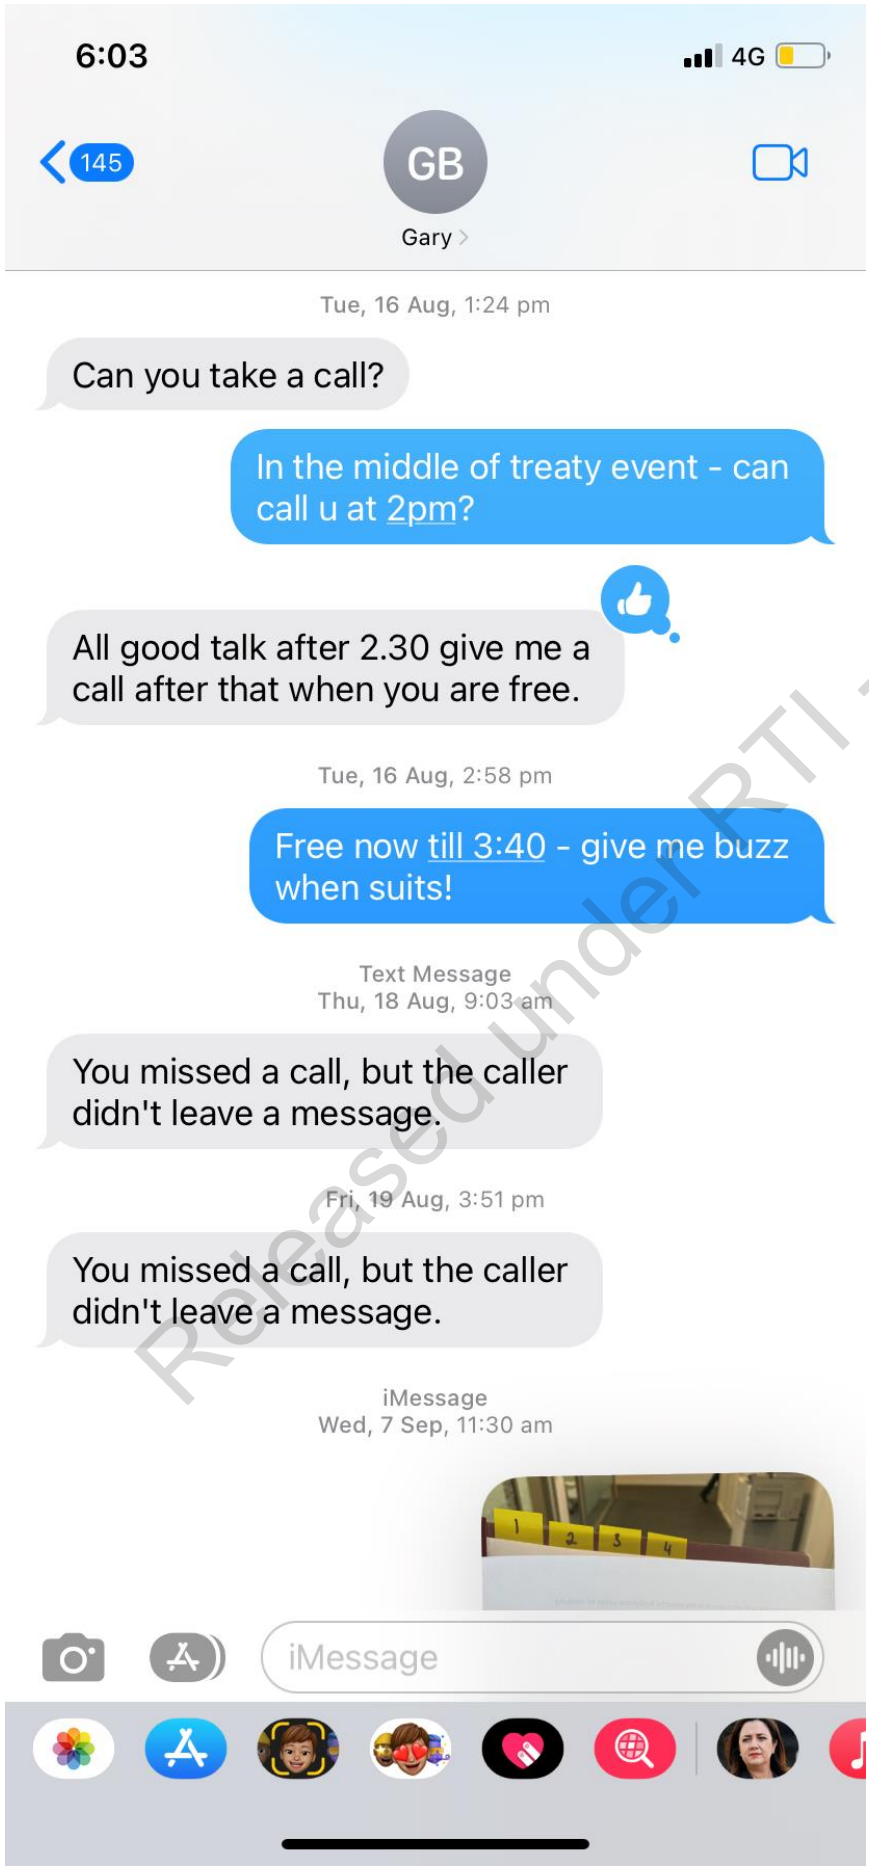 6:03
4G
145
GB
Gary
Tue, 16 Aug, 1:24 pm
Can you take a call?
In the middle of treaty event - can
call u at 2pm?
All good talk after 2.30 give me a
call after that when you are free.
Tue, 16 Aug, 2:58 pm
Free now till 3:40 - give me buzz
when suits!
Text Message
Thu, 18 Aug, 9:03 am
You missed a call, but the caller
didn't leave a message.
Fri, 19 Aug, 3:51 pm
You missed a call, but the caller
didn't leave a message.
iMessage
Wed, 7 Sep, 11:30 am
1 2 3 4
iMessage
Released under RTI -